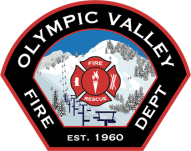 OLYMPIC VALLEY
FIRE
RESCUE
FIRE
DEPT
EST. 1960